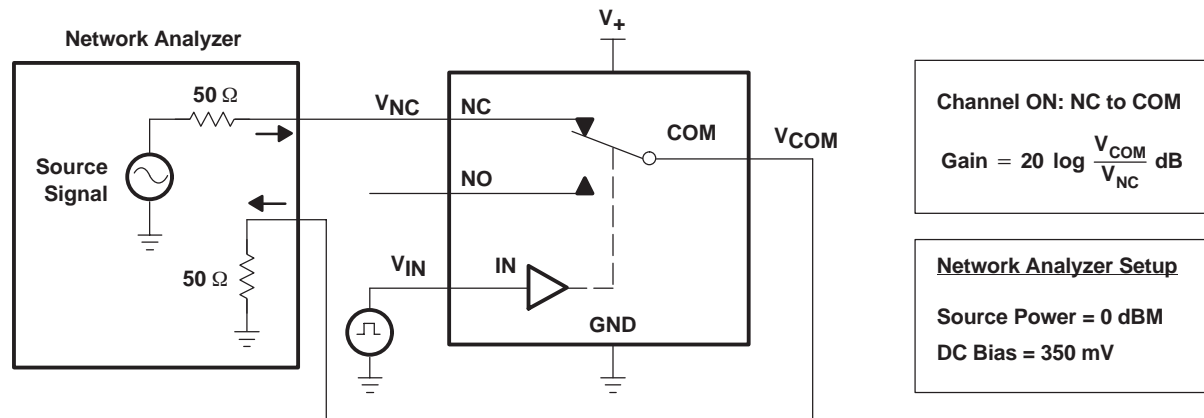 Network Analyzer
50 Ω
Source
Signal
50 Ω
V+
VNC
NC
COM
VCOM
NO
VIN
IN
GND
Channel ON: NC to COM
Gain = 20 log VCOM/VNC dB
Network Analyzer Setup
Source Power = 0 dBM
DC Bias = 350 mV